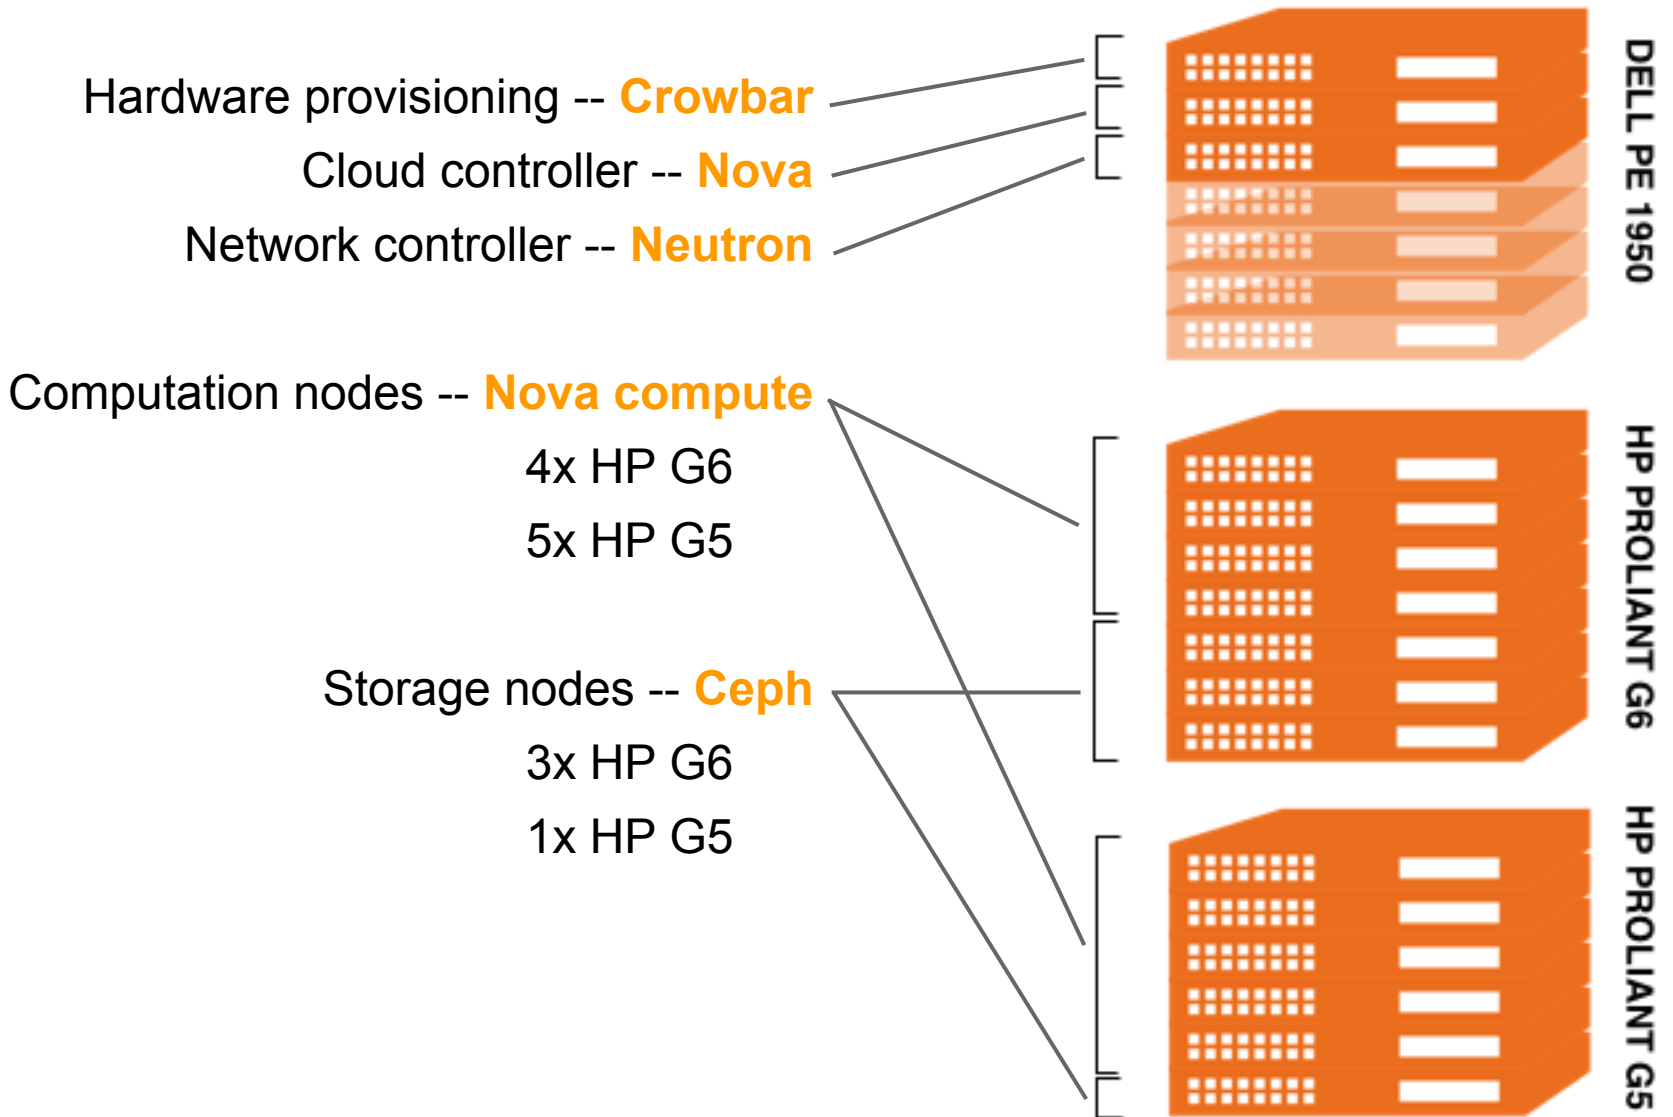 Hardware provisioning -- Crowbar
Cloud controller -- Nova
Network controller -- Neutron
DELL PE 1950
Computation nodes -- Nova compute
4x HP G6
5x HP G5
HP PROLIANT G6
Storage nodes -- Ceph
3x HP G6
1x HP G5
HP PROLIANT G5